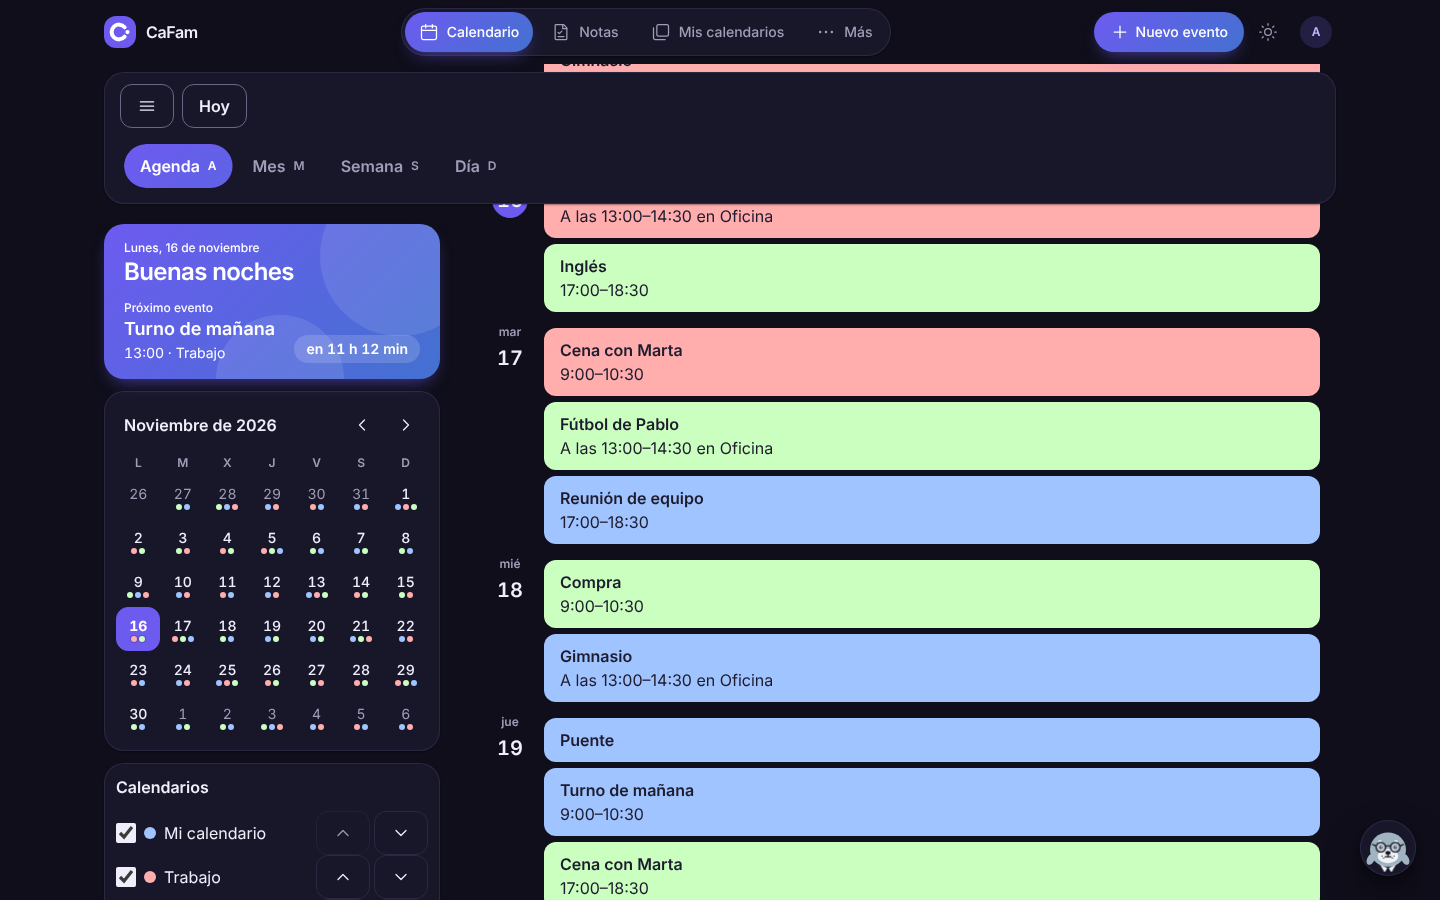 CaFam
Calendario
Notas
Mis calendarios
Más
Nuevo evento
A
Hoy
Agenda A
Mes M
Semana S
Día D
Lunes, 16 de noviembre
Buenas noches
Próximo evento
Turno de mañana
13:00 · Trabajo
en 11 h 12 min
Noviembre de 2026
L M X J V S D
26 27 28 29 30 31 1
2 3 4 5 6 7 8
9 10 11 12 13 14 15
16 17 18 19 20 21 22
23 24 25 26 27 28 29
30 1 2 3 4 5 6
Calendarios
Mi calendario
Trabajo
A las 13:00–14:30 en Oficina
Inglés
17:00–18:30
mar
17
Cena con Marta
9:00–10:30
Fútbol de Pablo
A las 13:00–14:30 en Oficina
Reunión de equipo
17:00–18:30
mié
18
Compra
9:00–10:30
Gimnasio
A las 13:00–14:30 en Oficina
jue
19
Puente
Turno de mañana
9:00–10:30
Cena con Marta
17:00–18:30